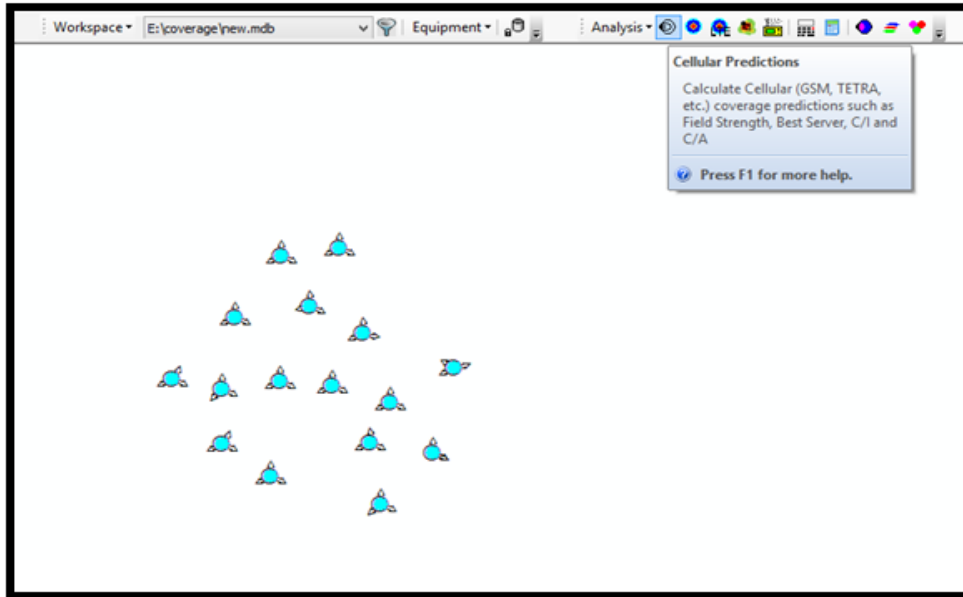 Workspace E:\coverage\new.mdb Equipment Analysis
Cellular Predictions
Calculate Cellular (GSM, TETRA,
etc.) coverage predictions such as
Field Strength, Best Server, C/I and
C/A
Press F1 for more help.